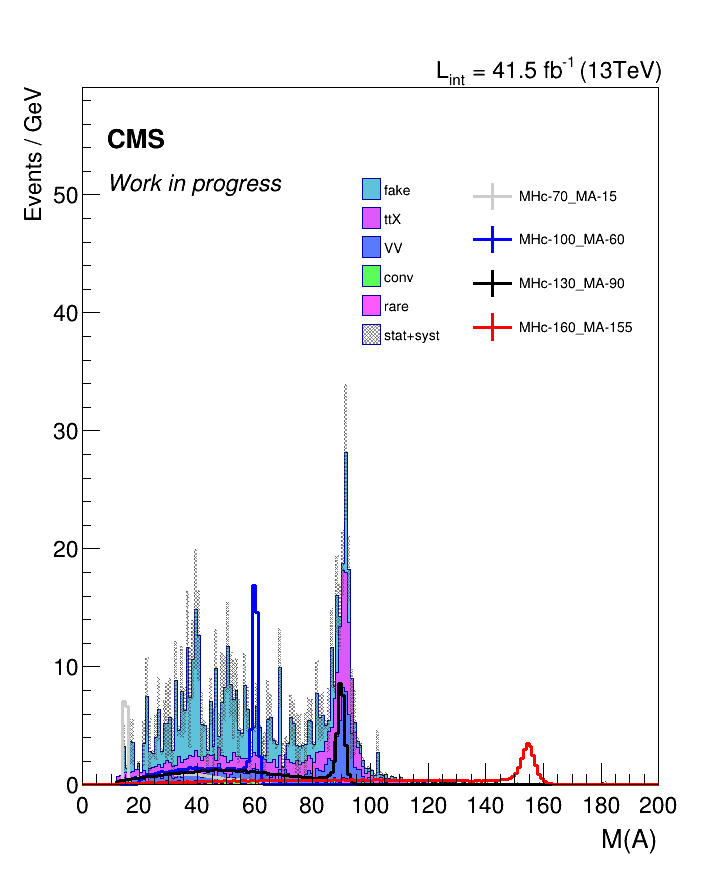 L_int = 41.5 fb^-1 (13TeV)
Events / GeV
CMS
Work in progress
fake
ttX
VV
conv
rare
stat+syst
MHc-70_MA-15
MHc-100_MA-60
MHc-130_MA-90
MHc-160_MA-155
50
40
30
20
10
0
0 20 40 60 80 100 120 140 160 180 200
M(A)